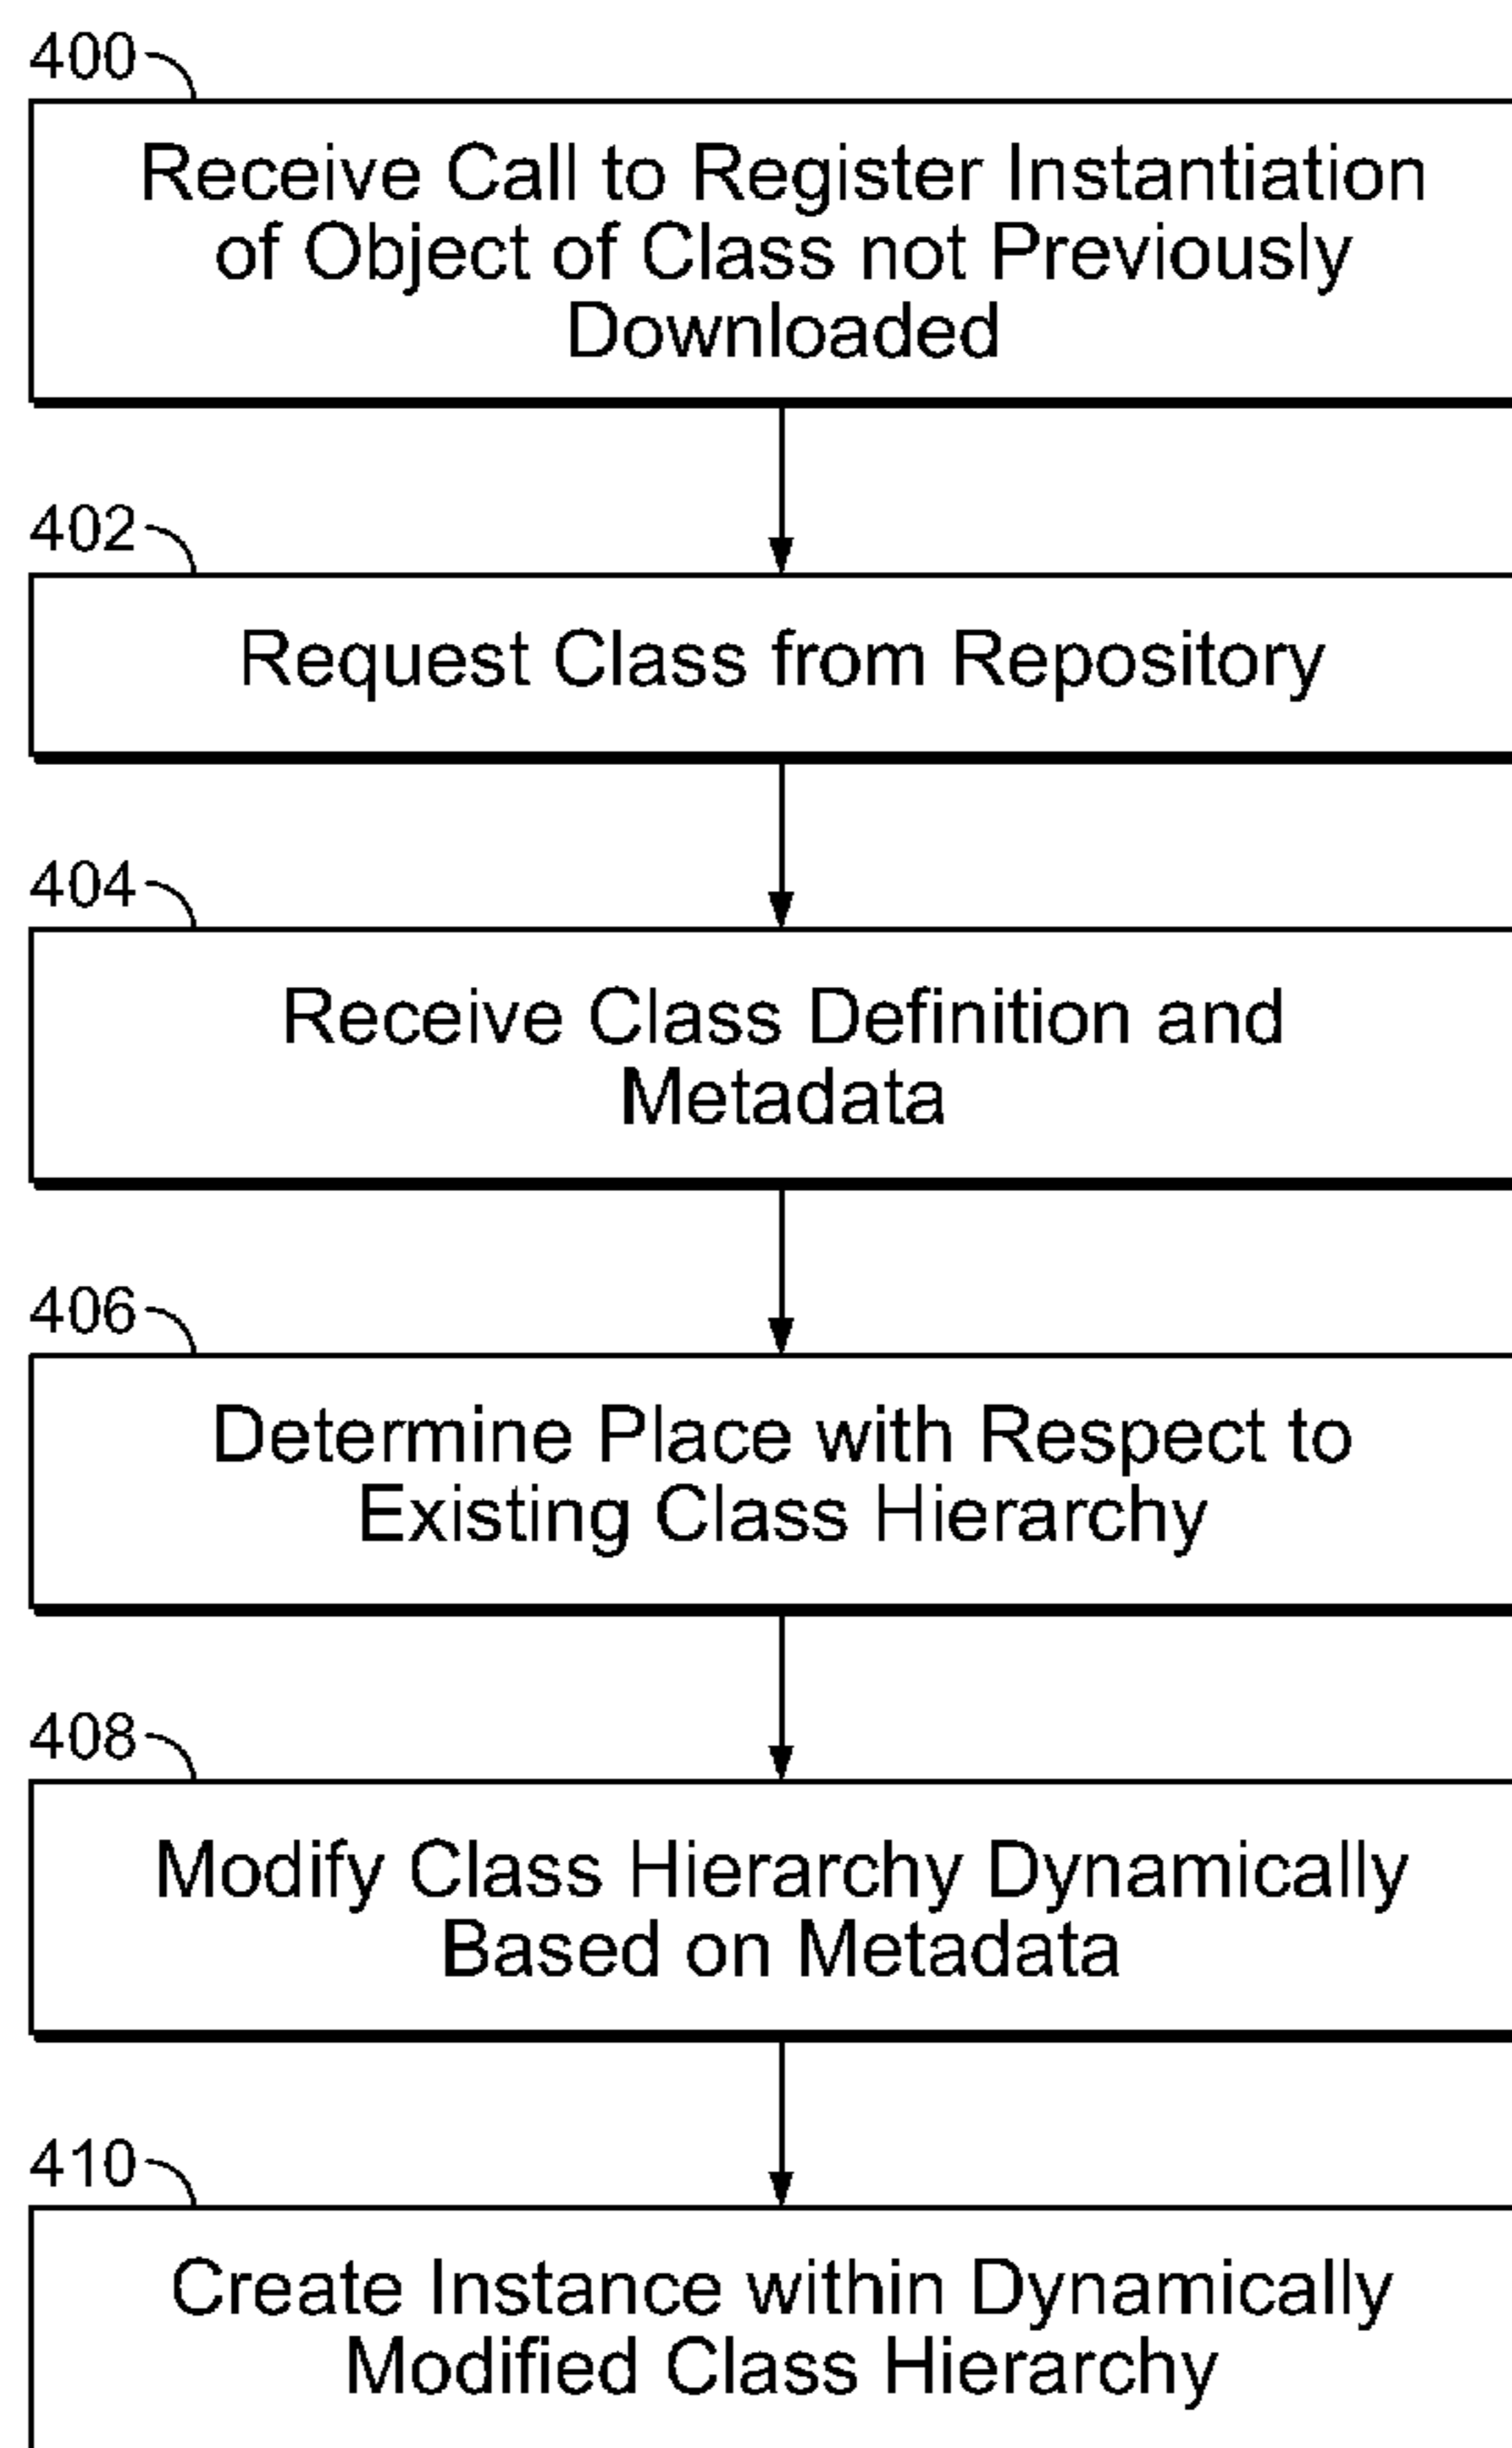 400
Receive Call to Register Instantiation
of Object of Class not Previously
Downloaded
402
Request Class from Repository
404
Receive Class Definition and
Metadata
406
Determine Place with Respect to
Existing Class Hierarchy
408
Modify Class Hierarchy Dynamically
Based on Metadata
410
Create Instance within Dynamically
Modified Class Hierarchy